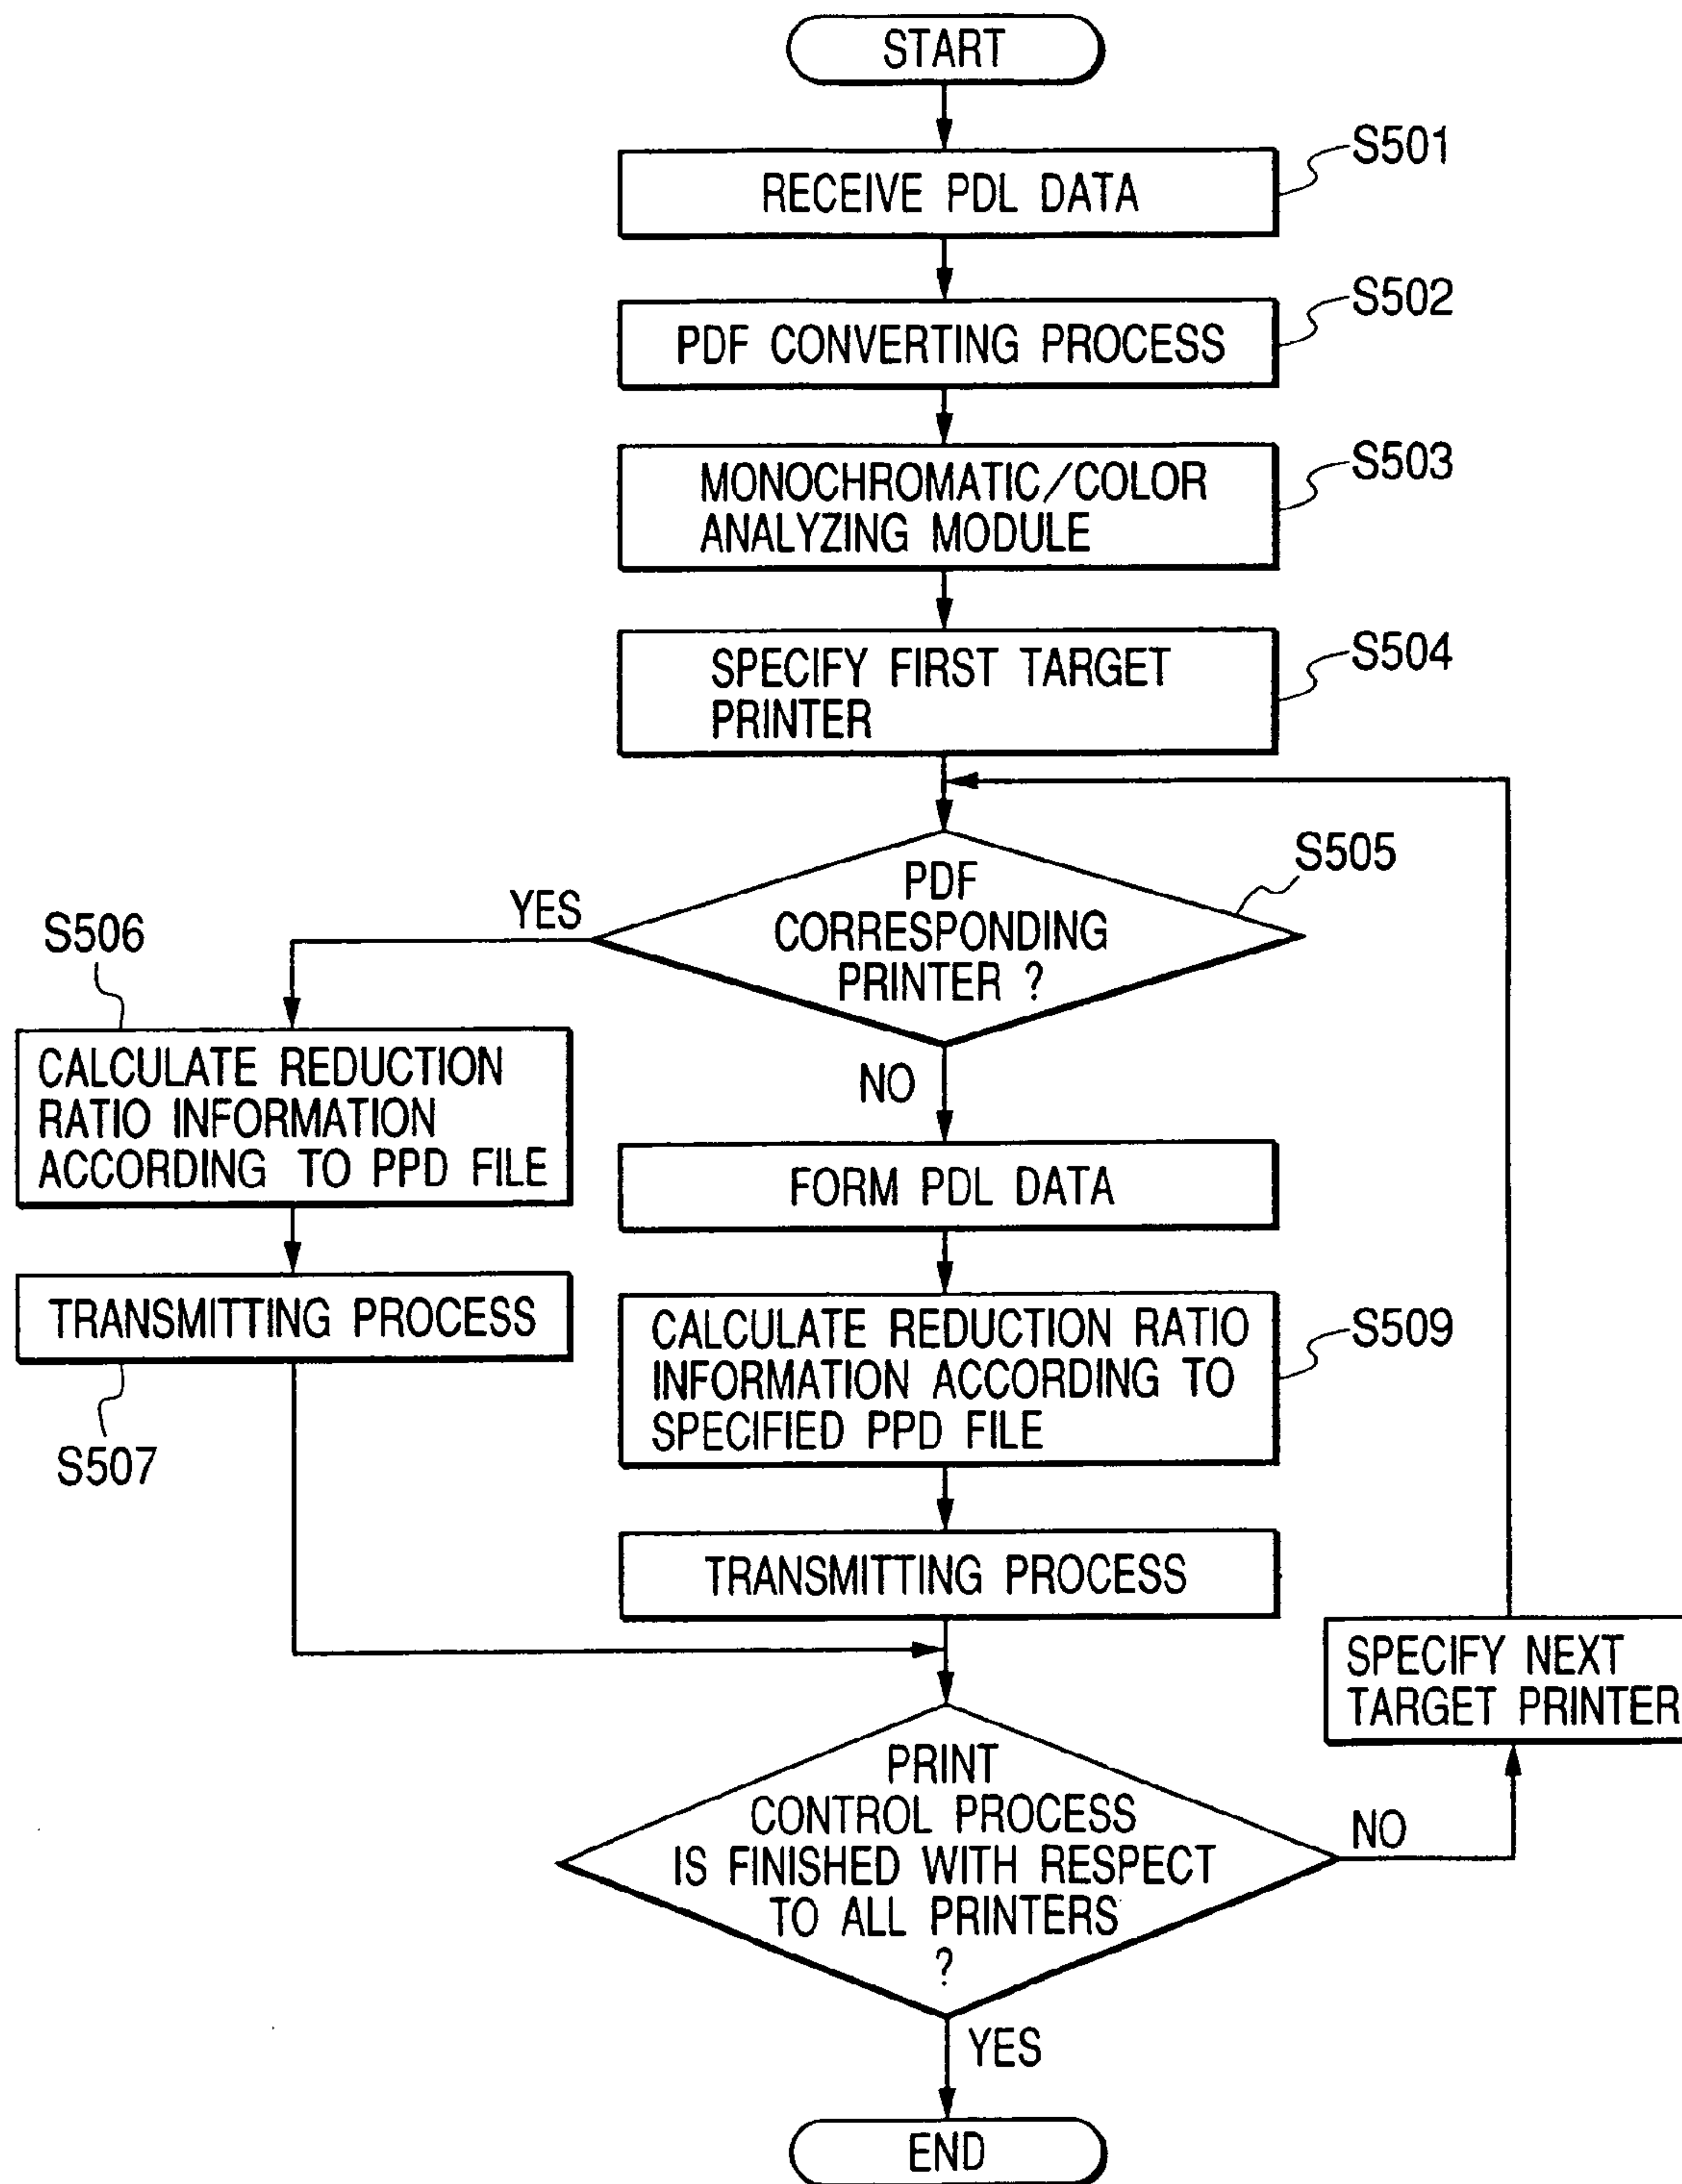 START
RECEIVE PDL DATA
S501
PDF CONVERTING PROCESS
S502
MONOCHROMATIC/COLOR
ANALYZING MODULE
S503
SPECIFY FIRST TARGET
PRINTER
S504
PDF
CORRESPONDING
PRINTER ?
S505
YES
NO
S506
CALCULATE REDUCTION
RATIO INFORMATION
ACCORDING TO PPD FILE
TRANSMITTING PROCESS
S507
FORM PDL DATA
CALCULATE REDUCTION RATIO
INFORMATION ACCORDING TO
SPECIFIED PPD FILE
S509
TRANSMITTING PROCESS
SPECIFY NEXT
TARGET PRINTER
PRINT
CONTROL PROCESS
IS FINISHED WITH RESPECT
TO ALL PRINTERS
?
NO
YES
END